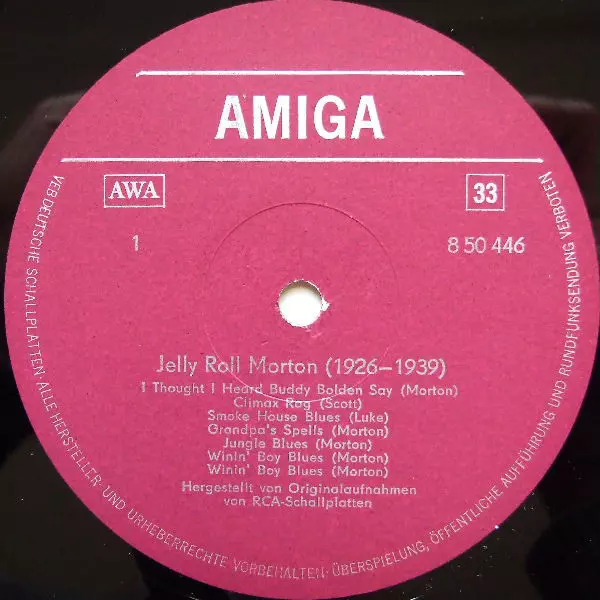 AMIGA
AWA
33
1
8 50 446
Jelly Roll Morton (1926–1939)
I Thought I Heard Buddy Bolden Say (Morton)
Climax Rag (Scott)
Smoke House Blues (Luke)
Grandpa's Spells (Morton)
Jungle Blues (Morton)
Winin' Boy Blues (Morton)
Winin' Boy Blues (Morton)
Hergestellt von Originalaufnahmen
von RCA-Schallplatten
VEB DEUTSCHE SCHALLPLATTEN · ALLE HERSTELLER- UND URHEBERRECHTE VORBEHALTEN · ÜBERSPIELUNG, ÖFFENTLICHE AUFFÜHRUNG UND RUNDFUNKSENDUNG VERBOTEN